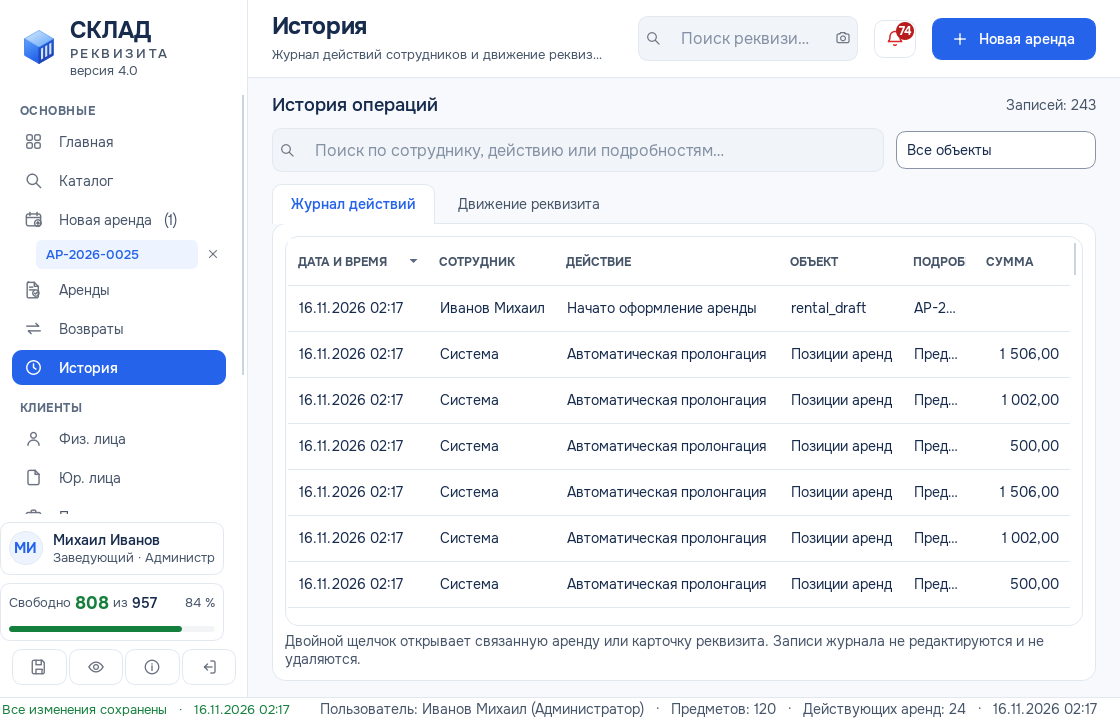 СКЛАД
РЕКВИЗИТА
версия 4.0
ОСНОВНЫЕ
Главная
Каталог
Новая аренда (1)
АР-2026-0025
Аренды
Возвраты
История
КЛИЕНТЫ
Физ. лица
Юр. лица
МИ
Михаил Иванов
Заведующий · Администр
Свободно 808 из 957 84 %
Все изменения сохранены · 16.11.2026 02:17
История
Журнал действий сотрудников и движение реквиз...
Поиск реквизи...
74
Новая аренда
История операций
Записей: 243
Поиск по сотруднику, действию или подробностям...
Все объекты
Журнал действий
Движение реквизита
ДАТА И ВРЕМЯ СОТРУДНИК ДЕЙСТВИЕ ОБЪЕКТ ПОДРОБ СУММА
16.11.2026 02:17 Иванов Михаил Начато оформление аренды rental_draft АР-2...
16.11.2026 02:17 Система Автоматическая пролонгация Позиции аренд Пред... 1 506,00
16.11.2026 02:17 Система Автоматическая пролонгация Позиции аренд Пред... 1 002,00
16.11.2026 02:17 Система Автоматическая пролонгация Позиции аренд Пред... 500,00
16.11.2026 02:17 Система Автоматическая пролонгация Позиции аренд Пред... 1 506,00
16.11.2026 02:17 Система Автоматическая пролонгация Позиции аренд Пред... 1 002,00
16.11.2026 02:17 Система Автоматическая пролонгация Позиции аренд Пред... 500,00
Двойной щелчок открывает связанную аренду или карточку реквизита. Записи журнала не редактируются и не
удаляются.
Пользователь: Иванов Михаил (Администратор) · Предметов: 120 · Действующих аренд: 24 · 16.11.2026 02:17